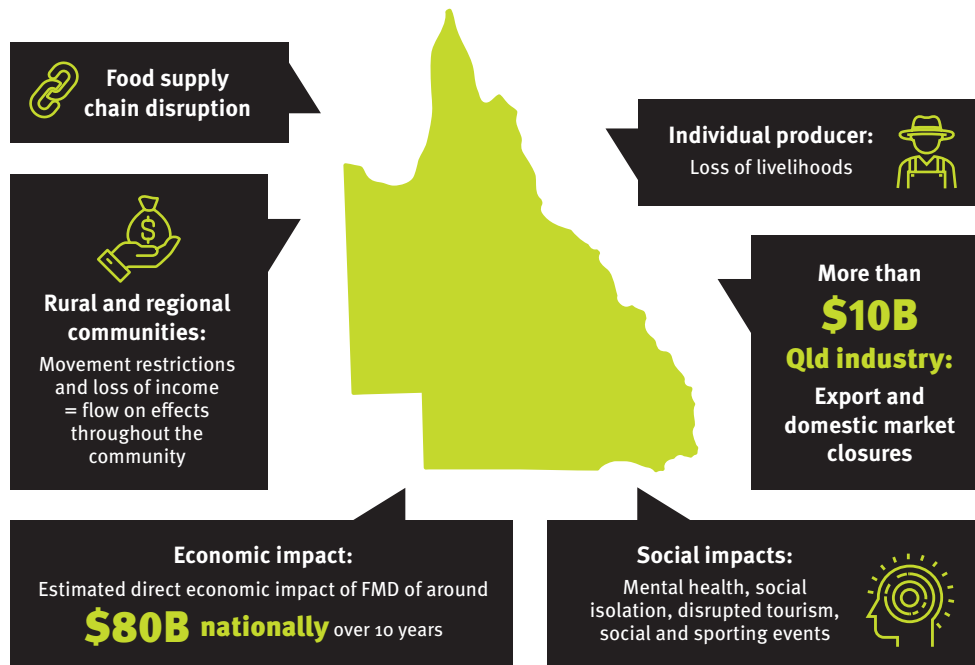 Food supply
chain disruption
Individual producer:
Loss of livelihoods
$
Rural and regional
communities:
Movement restrictions
and loss of income
= flow on effects
throughout the
community
More than
$10B
Qld industry:
Export and
domestic market
closures
Economic impact:
Estimated direct economic impact of FMD of around
$80B nationally over 10 years
Social impacts:
Mental health, social
isolation, disrupted tourism,
social and sporting events